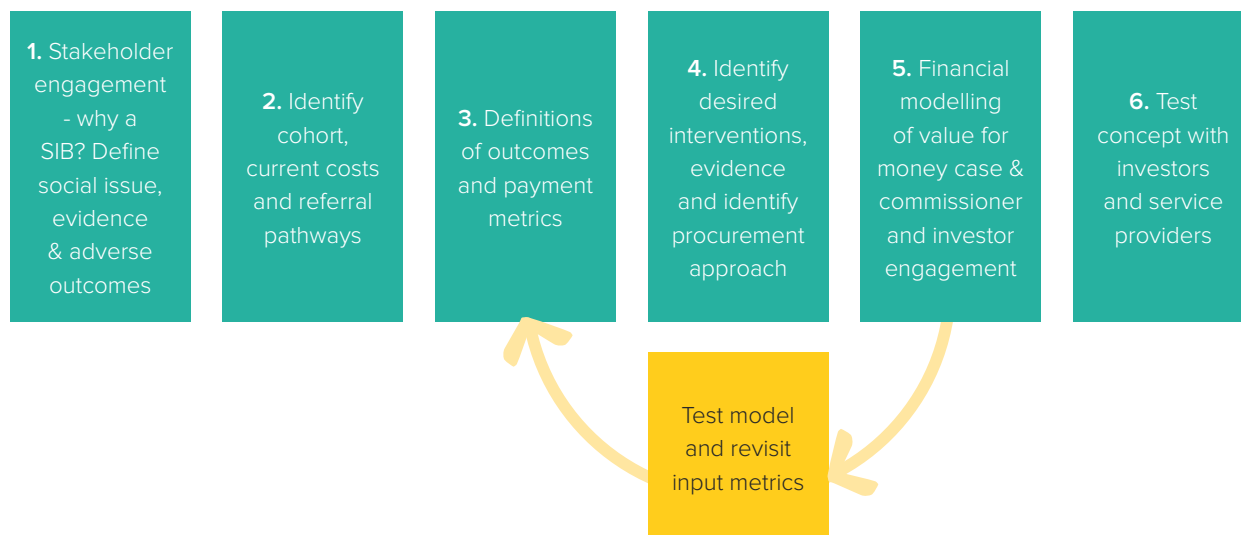 1. Stakeholder
engagement
- why a
SIB? Define
social issue,
evidence
& adverse
outcomes
2. Identify
cohort,
current costs
and referral
pathways
3. Definitions
of outcomes
and payment
metrics
4. Identify
desired
interventions,
evidence
and identify
procurement
approach
5. Financial
modelling
of value for
money case &
commissioner
and investor
engagement
6. Test
concept with
investors
and service
providers
Test model
and revisit
input metrics